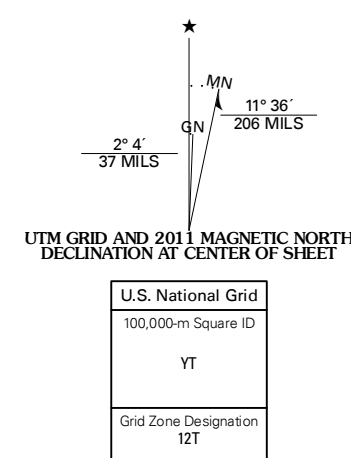 ★
MN
11° 36´
206 MILS
GN
2° 4´
37 MILS
UTM GRID AND 2011 MAGNETIC NORTH
DECLINATION AT CENTER OF SHEET
U.S. National Grid
100,000-m Square ID
YT
Grid Zone Designation
12T